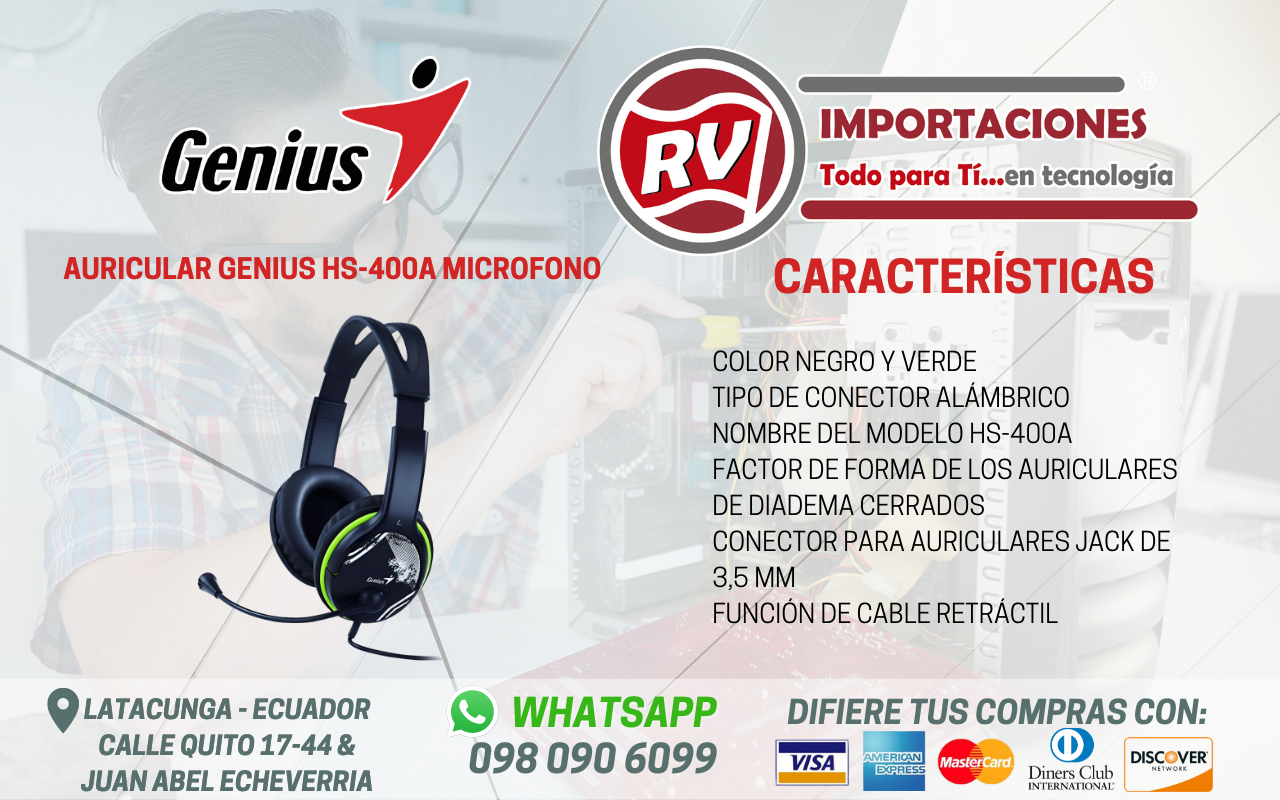 Genius
RV
IMPORTACIONES
®
Todo para Tí...en tecnología
AURICULAR GENIUS HS-400A MICROFONO
CARACTERÍSTICAS
COLOR NEGRO Y VERDE
TIPO DE CONECTOR ALÁMBRICO
NOMBRE DEL MODELO HS-400A
FACTOR DE FORMA DE LOS AURICULARES
DE DIADEMA CERRADOS
CONECTOR PARA AURICULARES JACK DE
3,5 MM
FUNCIÓN DE CABLE RETRÁCTIL
L
Genius
LATACUNGA - ECUADOR
CALLE QUITO 17-44 &
JUAN ABEL ECHEVERRIA
WHATSAPP
098 090 6099
DIFIERE TUS COMPRAS CON:
VISA
AMERICAN
EXPRESS
MasterCard
Diners Club
INTERNATIONAL
DISCOVER
NETWORK